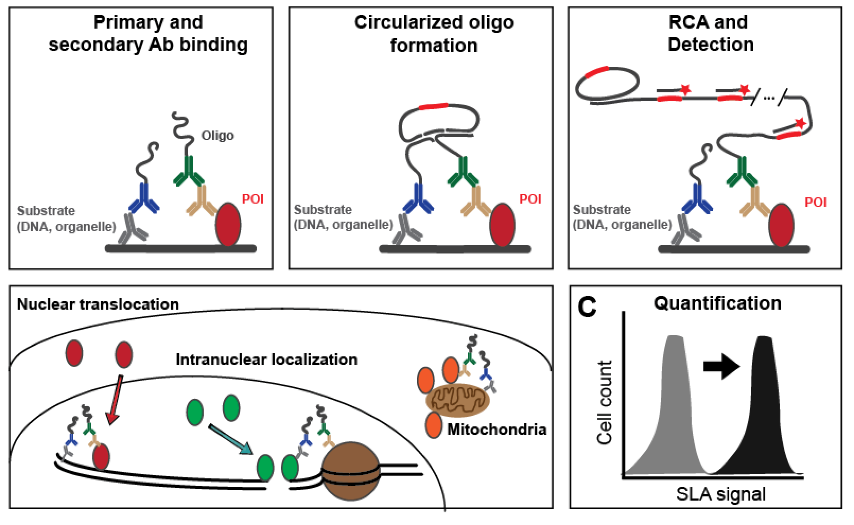 Primary and
secondary Ab binding
Oligo
POI
Substrate
(DNA, organelle)
Circularized oligo
formation
POI
Substrate
(DNA, organelle)
RCA and
Detection
...
POI
Substrate
(DNA, organelle)
Nuclear translocation
Intranuclear localization
Mitochondria
C
Quantification
Cell count
SLA signal